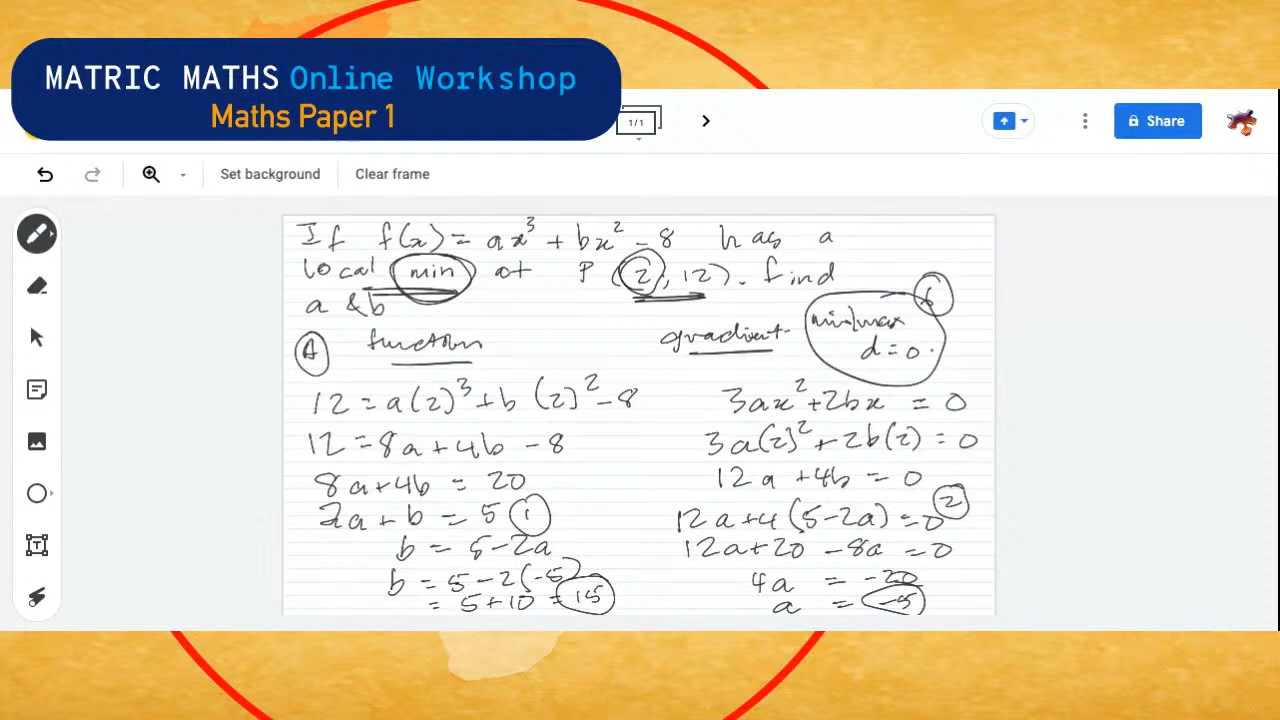 MATRIC MATHS Online Workshop
Maths Paper 1
1/1
Share
Set background
Clear frame
If f(x) = ax³ + bx² - 8 has a
local min at P (2, 12). find
a & b
A function
gradient
min/max
d = 0.
12 = a(2)³ + b (2)² - 8
12 = 8a + 4b - 8
8a + 4b = 20
2a + b = 5 1
b = 5 - 2a
b = 5 - 2(-5)
= 5 + 10 = 15
3ax² + 2bx = 0
3a(2)² + 2b(2) = 0
12a + 4b = 0
2
12a + 4(5 - 2a) = 0
12a + 20 - 8a = 0
4a = -20
a = -5